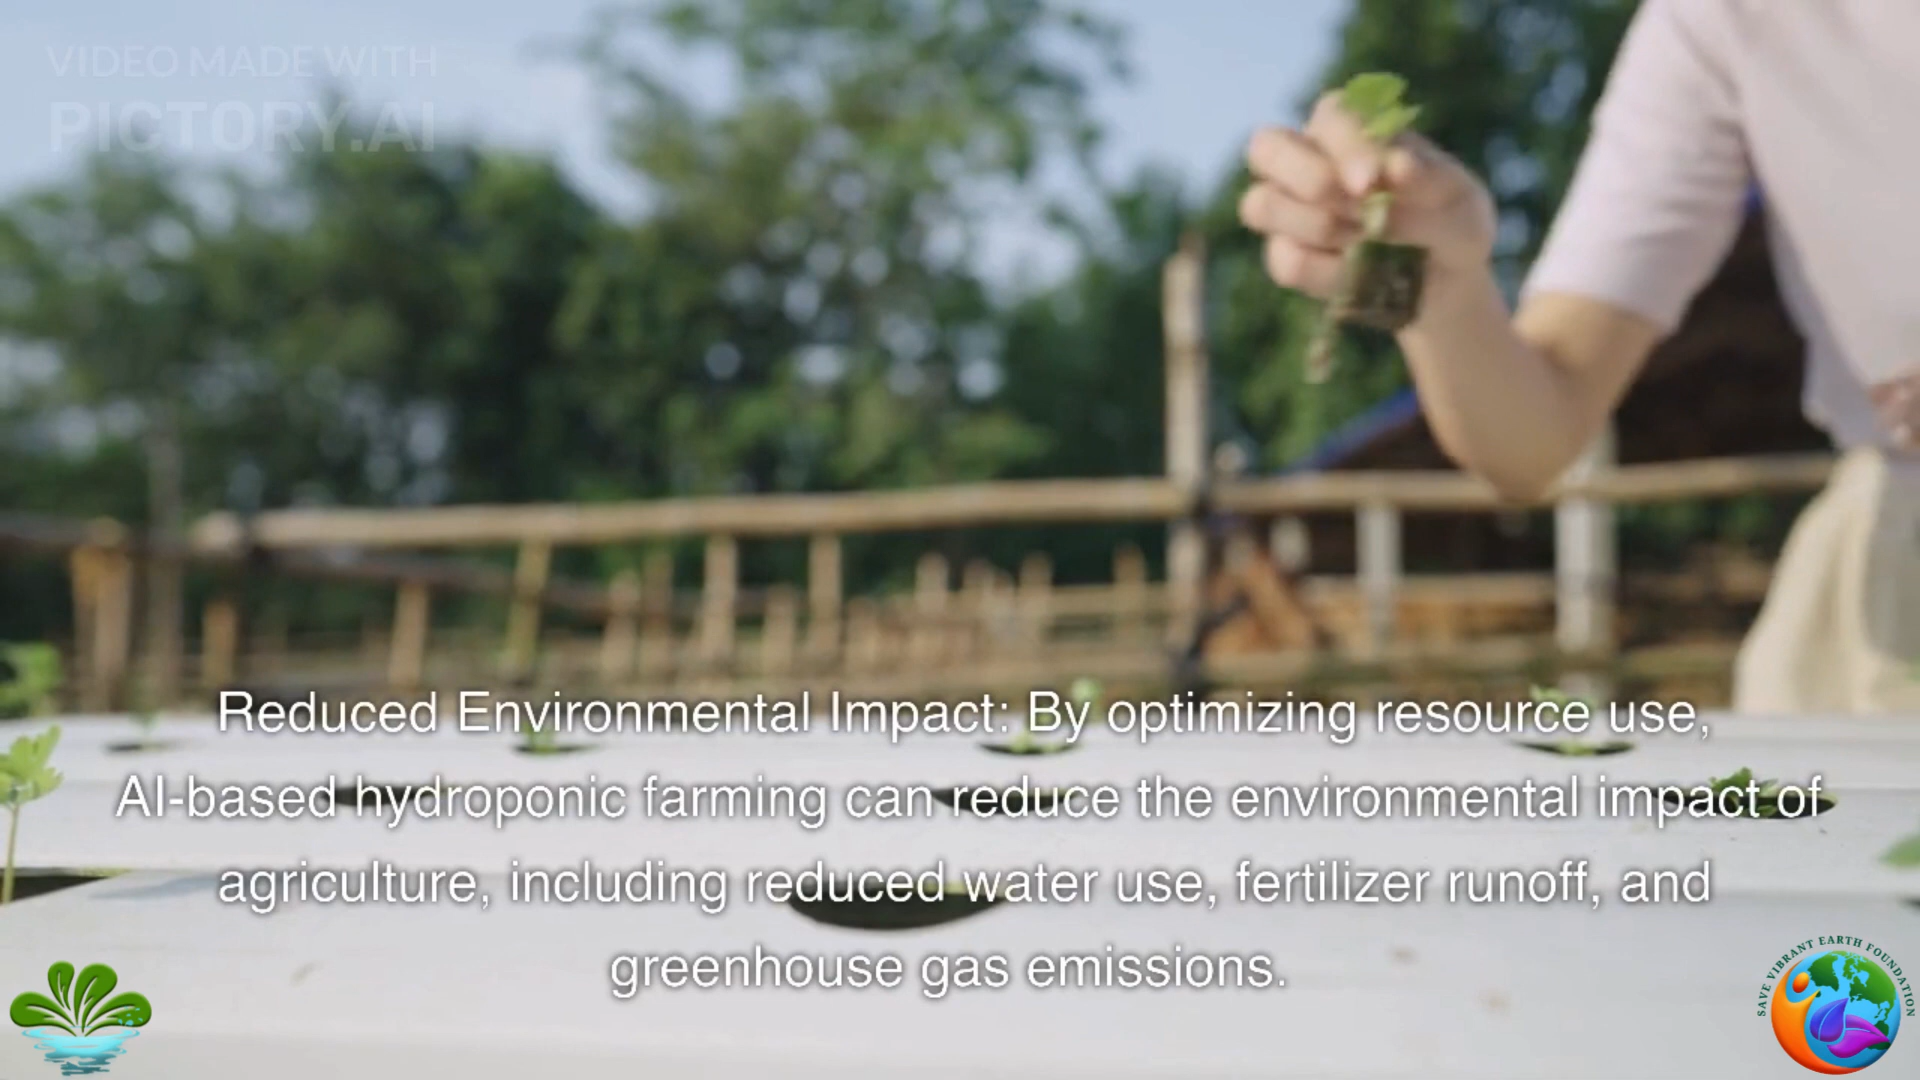 VIDEO MADE WITH
PICTORY.AI
Reduced Environmental Impact: By optimizing resource use,
AI-based hydroponic farming can reduce the environmental impact of
agriculture, including reduced water use, fertilizer runoff, and
greenhouse gas emissions.
SAVE VIBRANT EARTH FOUNDATION